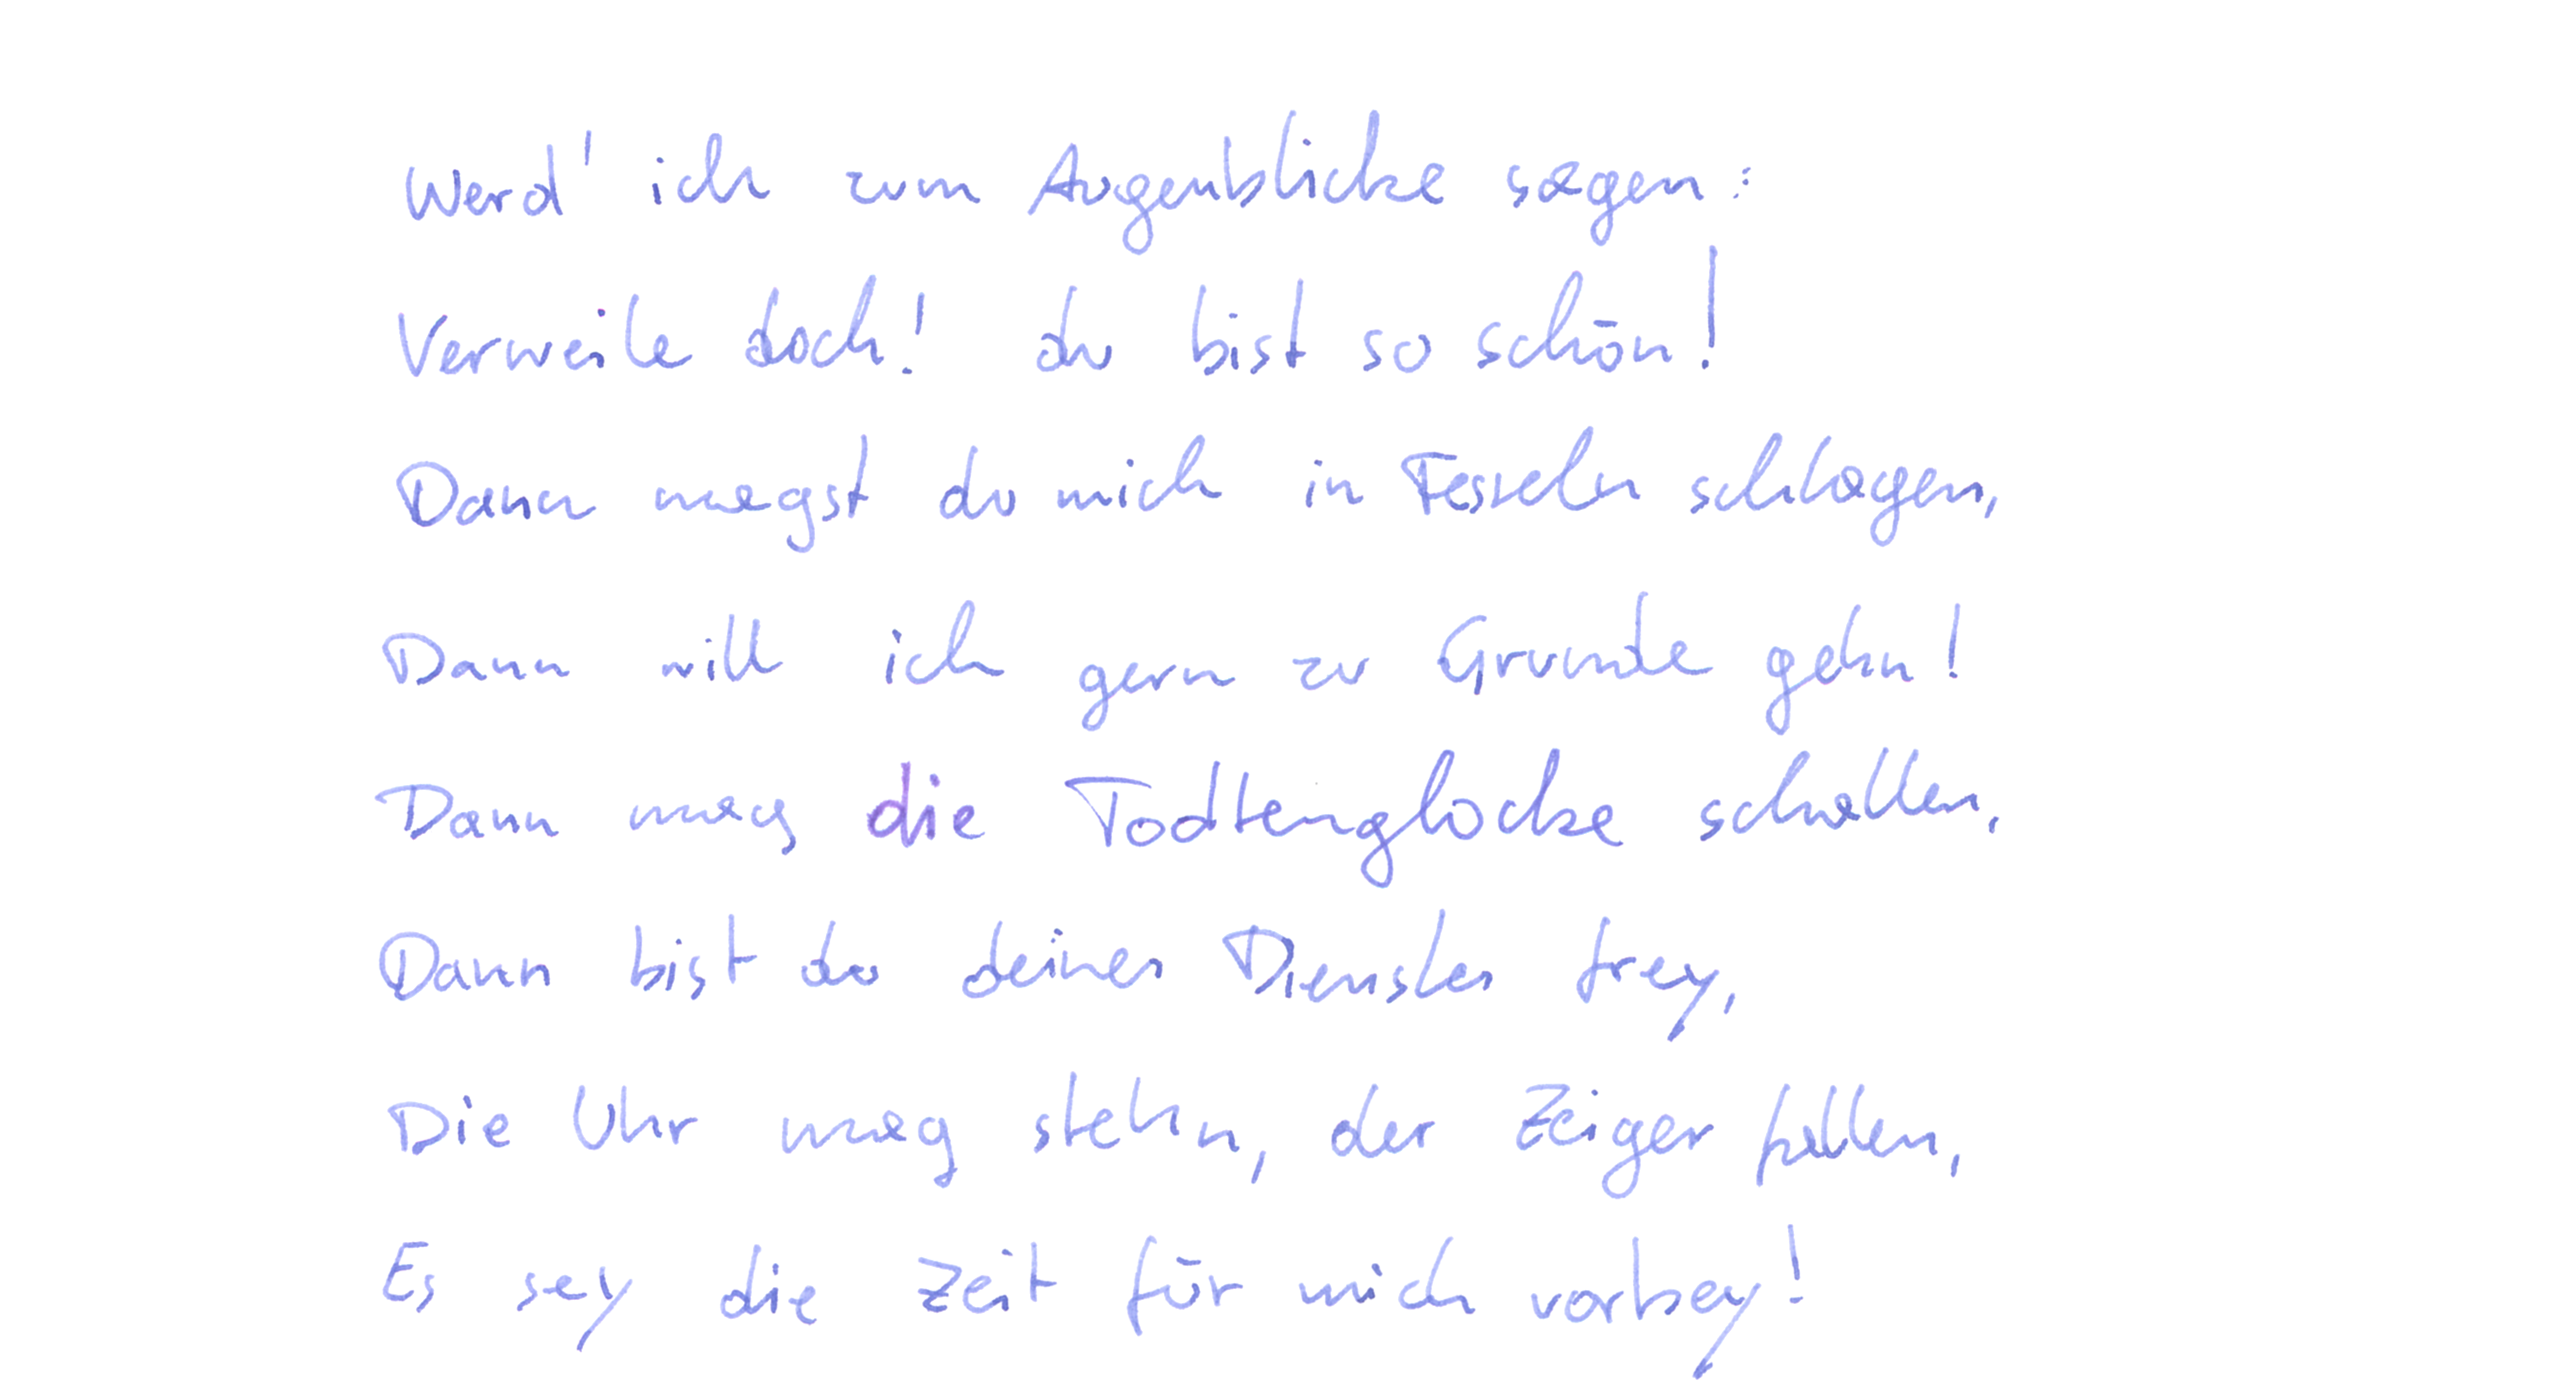 Werd' ich zum Augenblicke sagen:
Verweile doch! du bist so schön!
Dann magst du mich in Fesseln schlagen,
Dann will ich gern zu Grunde gehn!
Dann mag die Todtenglocke schallen,
Dann bist du deines Dienstes frey,
Die Uhr mag stehn, der Zeiger fallen,
Es sey die Zeit für mich vorbey!